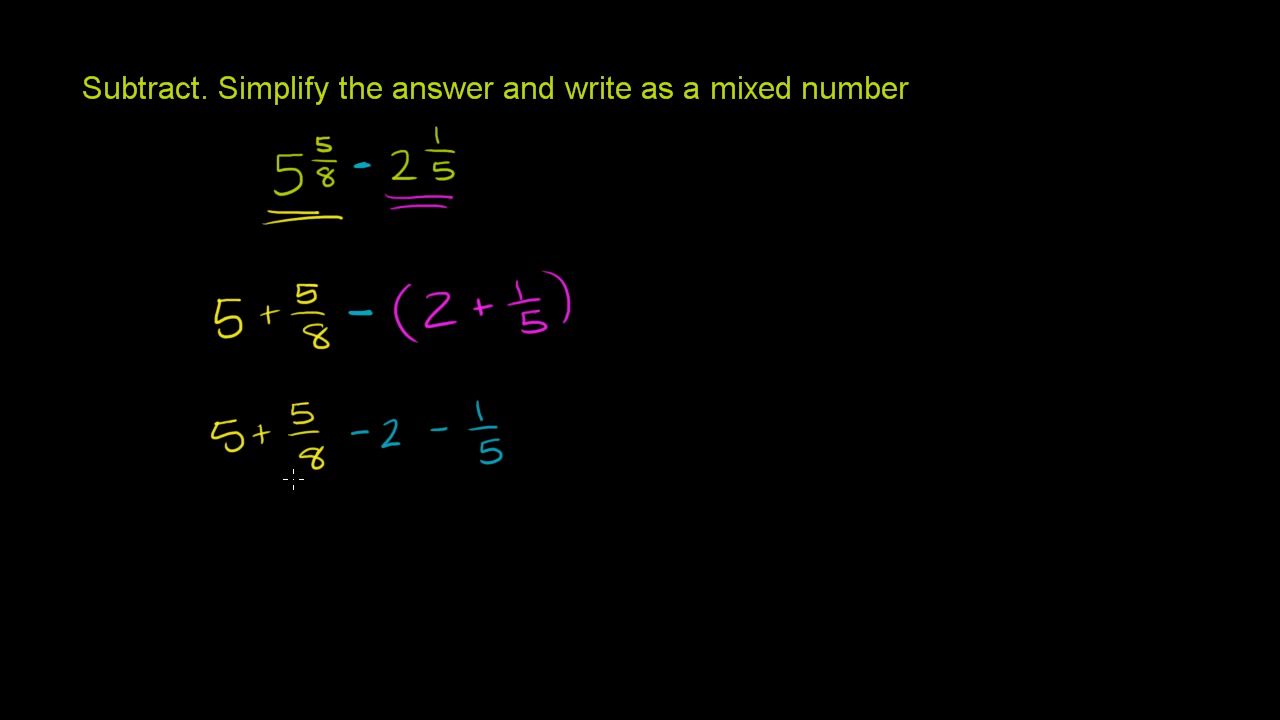 Subtract. Simplify the answer and write as a mixed number
5 5/8 - 2 1/5
5 + 5/8 - (2 + 1/5)
5 + 5/8 - 2 - 1/5